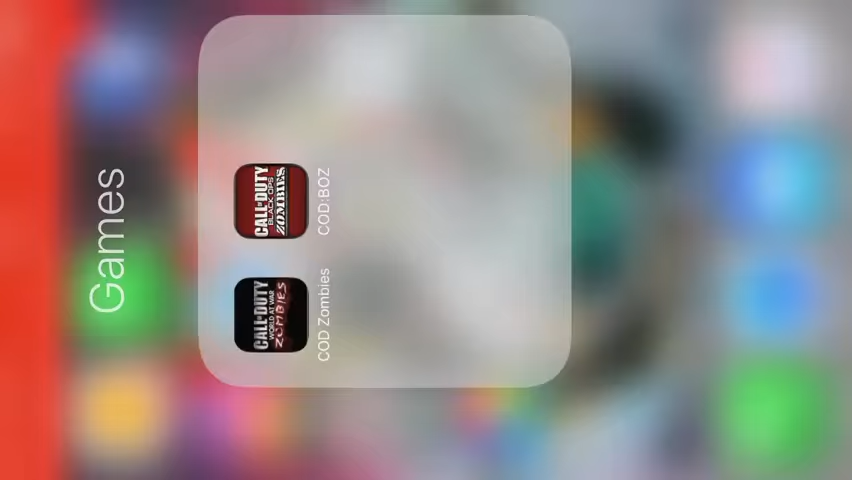 Games
CALL OF DUTY
WORLD AT WAR
ZOMBIES
COD Zombies
CALL OF DUTY
BLACK OPS
ZOMBIES
COD:BOZ